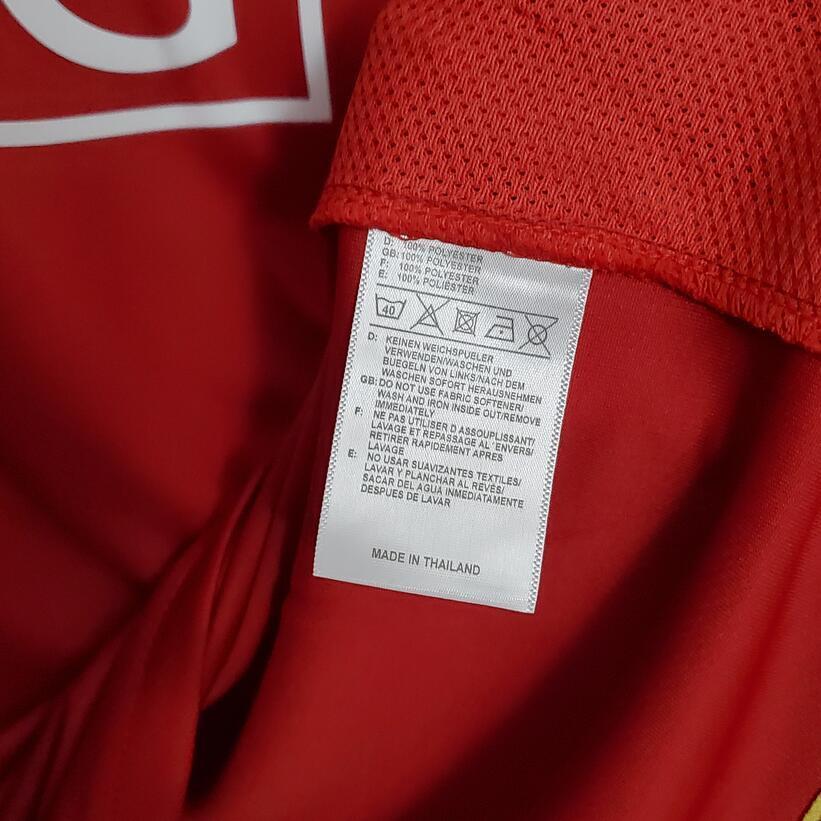 G
D: 100% POLYESTER
GB: 100% POLYESTER
F: 100% POLYESTER
E: 100% POLIÉSTER
40
D: KEINEN WEICHSPUELER
VERWENDEN/WASCHEN UND
BUEGELN VON LINKS/NACH DEM
WASCHEN SOFORT HERAUSNEHMEN
GB: DO NOT USE FABRIC SOFTENER/
WASH AND IRON INSIDE OUT/REMOVE
IMMEDIATELY
F: NE PAS UTILISER D ASSOUPLISSANT/
LAVAGE ET REPASSAGE AL 'ENVERS/
RETIRER RAPIDEMENT APRES
LAVAGE
E: NO USAR SUAVIZANTES TEXTILES/
LAVAR Y PLANCHAR AL REVÉS/
SACAR DEL AGUA INMEDIATAMENTE
DESPUES DE LAVAR
MADE IN THAILAND